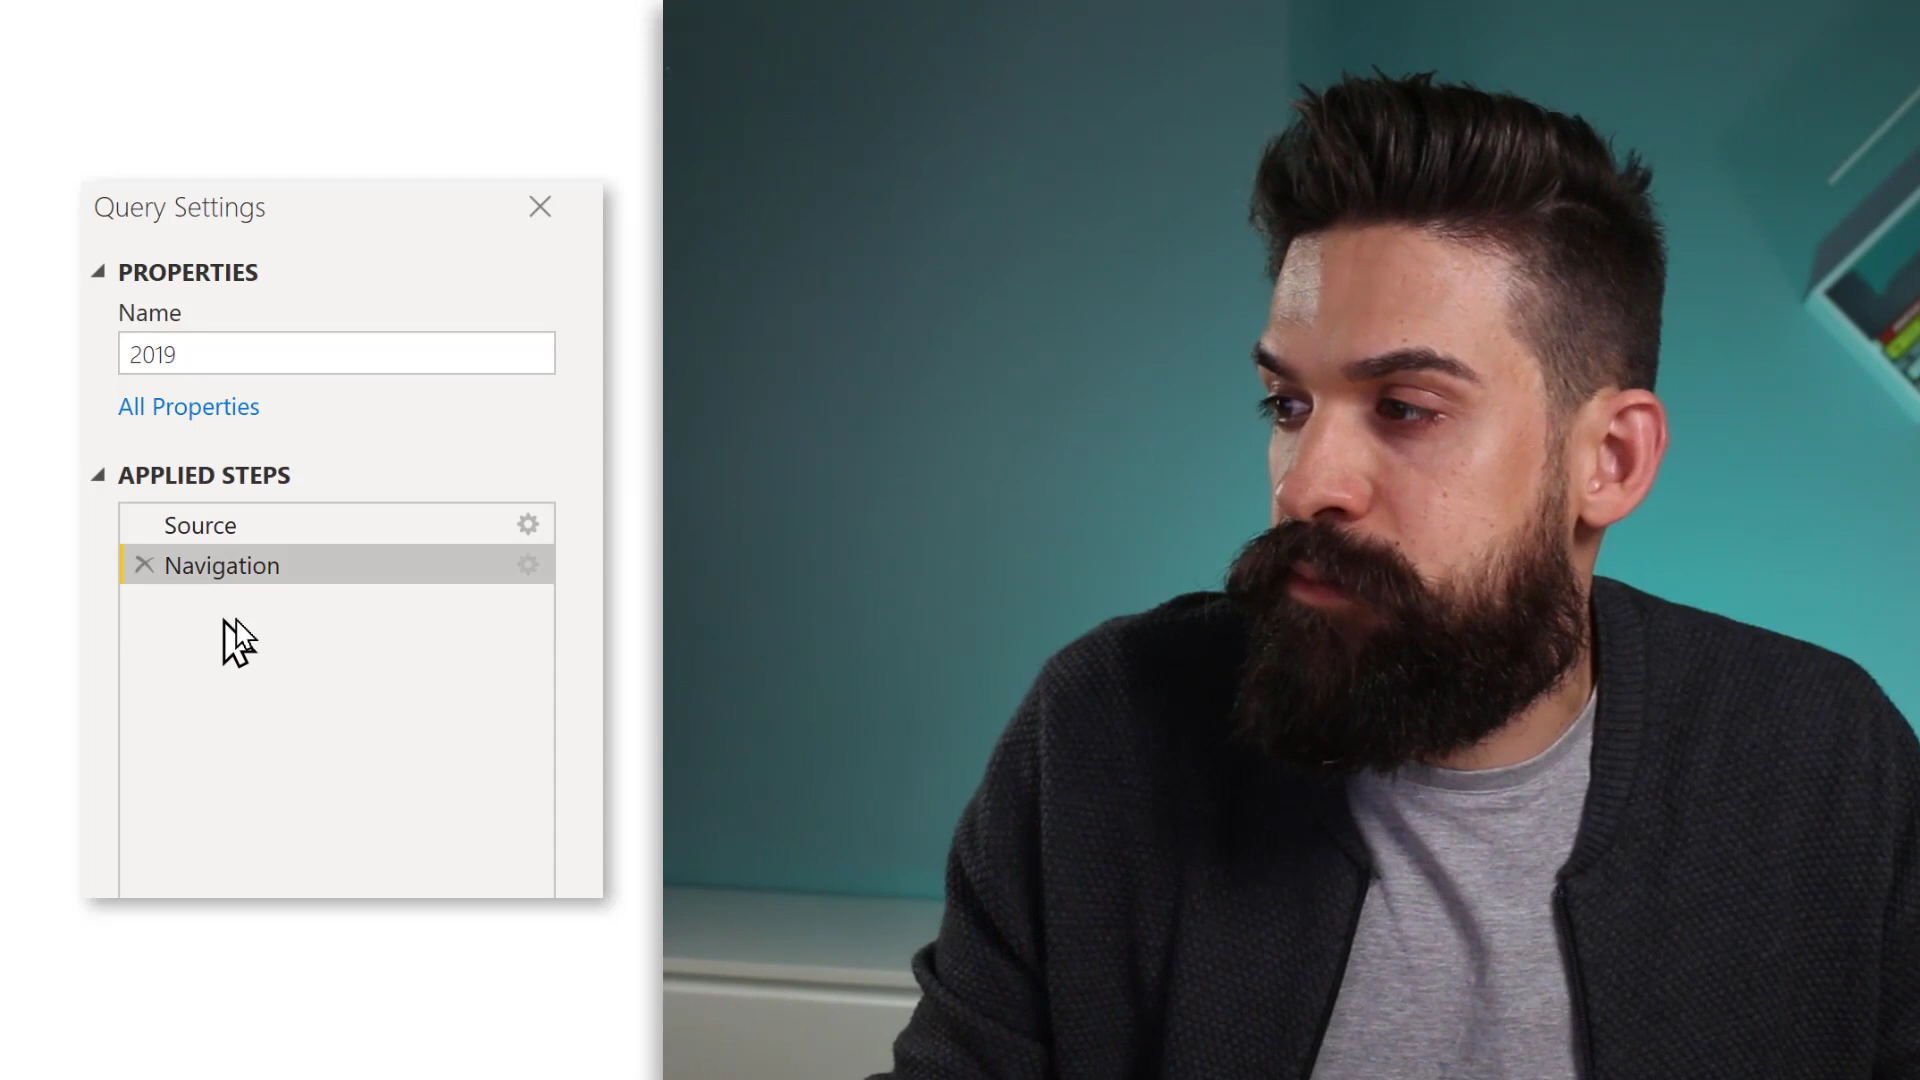 Query Settings
PROPERTIES
Name
2019
All Properties
APPLIED STEPS
Source
Navigation